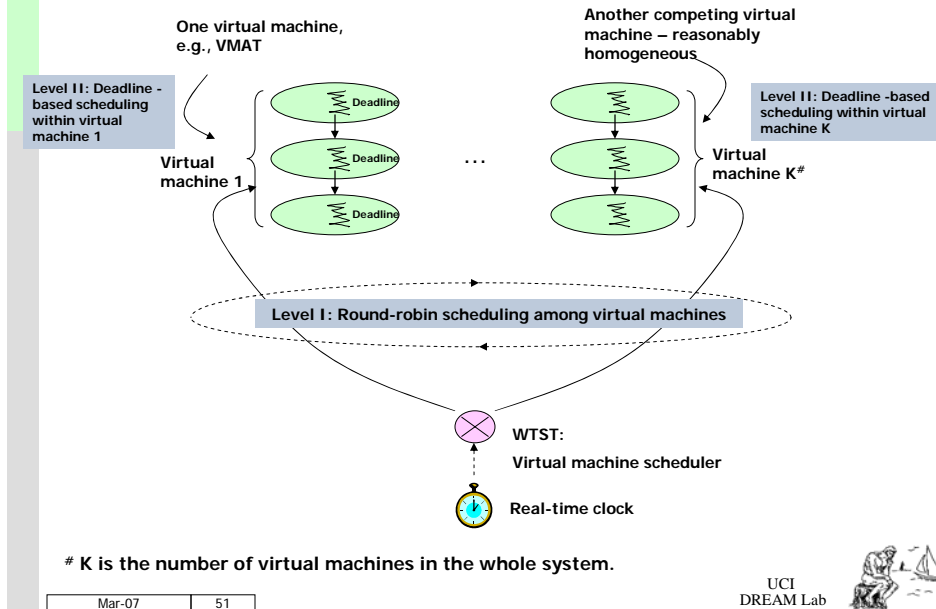 One virtual machine,
e.g., VMAT
Another competing virtual
machine – reasonably
homogeneous
Level II: Deadline -
based scheduling
within virtual
machine 1
Deadline
Deadline
Deadline
Virtual
machine 1
...
Level II: Deadline -based
scheduling within virtual
machine K
Virtual
machine K#
Level I: Round-robin scheduling among virtual machines
WTST:
Virtual machine scheduler
Real-time clock
# K is the number of virtual machines in the whole system.
Mar-07 51
UCI
DREAM Lab